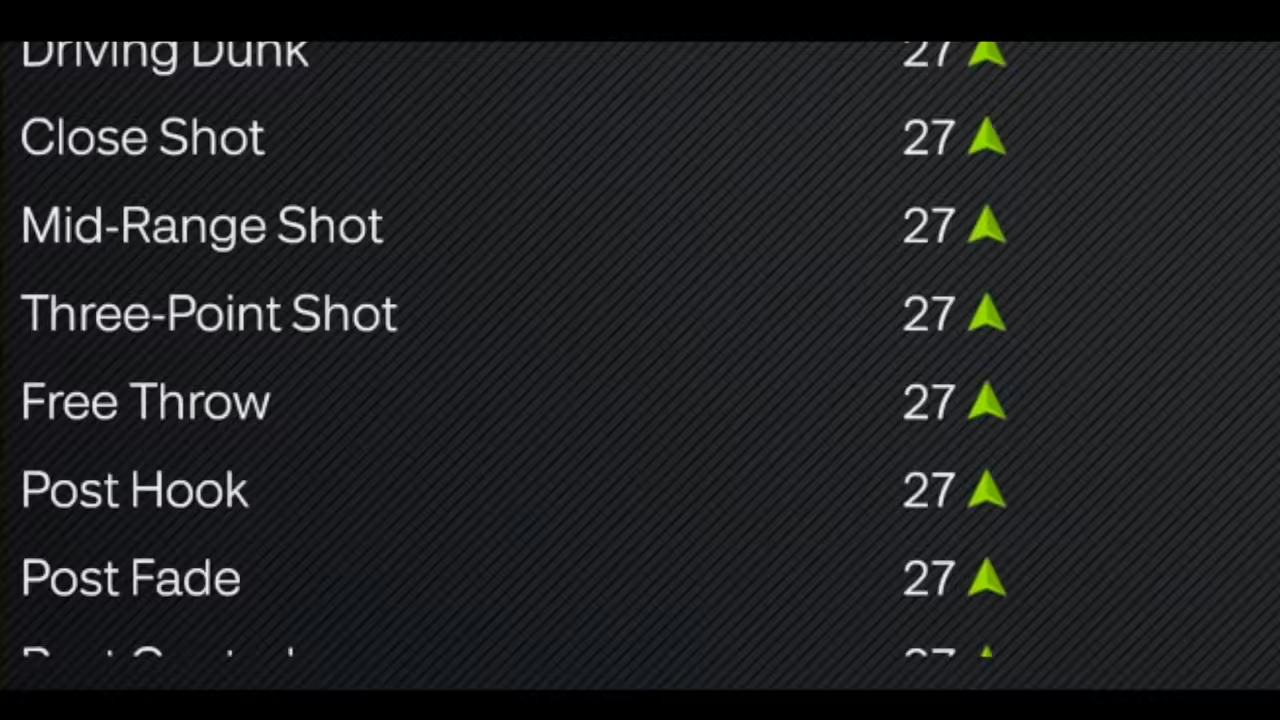 Driving Dunk 27
Close Shot 27
Mid-Range Shot 27
Three-Point Shot 27
Free Throw 27
Post Hook 27
Post Fade 27